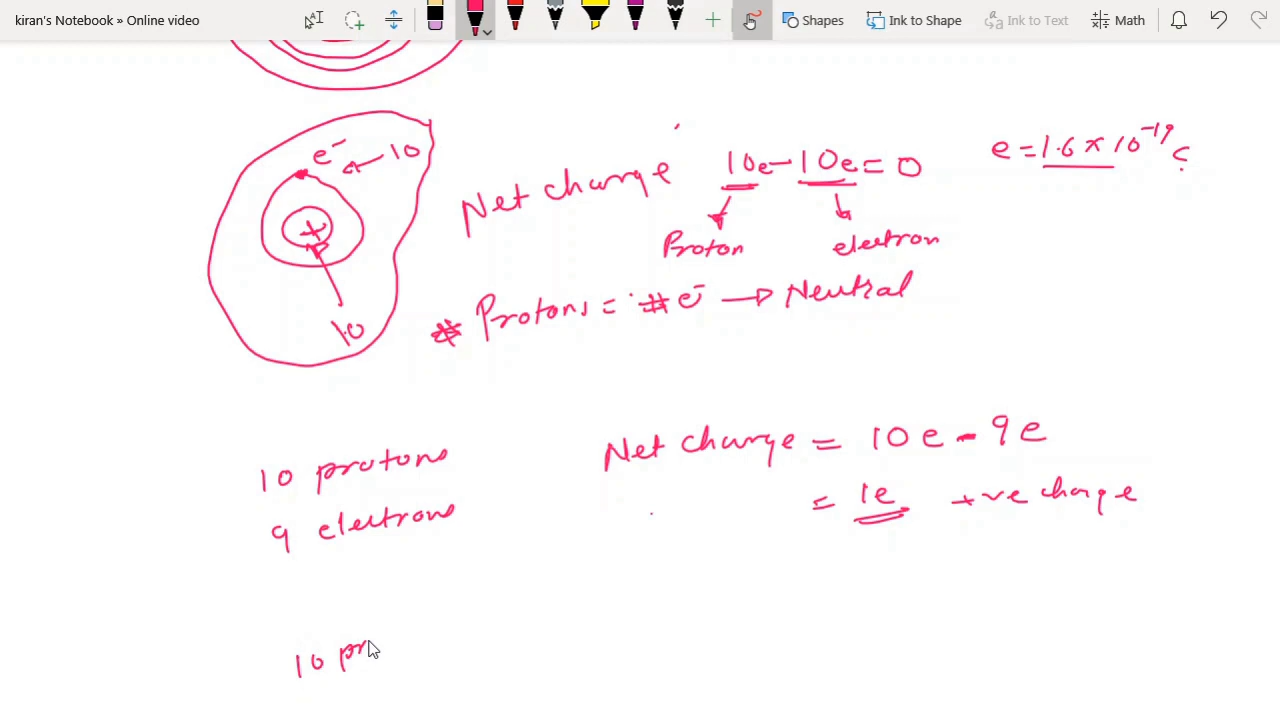 kiran's Notebook » Online video
Shapes
Ink to Shape
Ink to Text
Math
e⁻ ← 10
+
P
10
Net charge 10e - 10e = 0
Proton
electron
e = 1.6 × 10⁻¹⁹ C
# Protons = # e⁻ → Neutral
10 protons
9 electrons
Net charge = 10e - 9e
= 1e +ve charge
10 pr